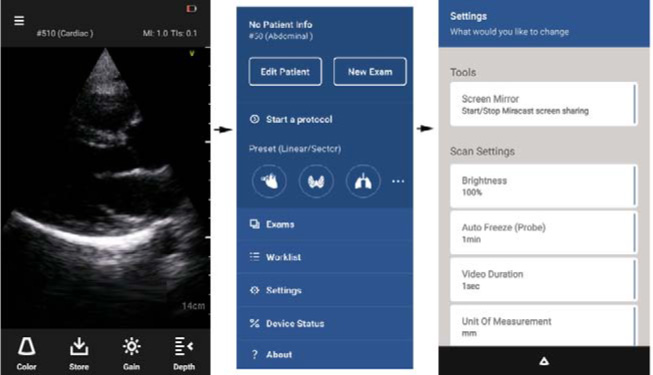 #510 (Cardiac)
MI: 1.0 TIs: 0.1
14cm
Color
Store
Gain
Depth
No Patient Info
#50 (Abdominal)
Edit Patient
New Exam
Start a protocol
Preset (Linear/Sector)
Exams
Worklist
Settings
Device Status
About
Settings
What would you like to change
Tools
Screen Mirror
Start/Stop Miracast screen sharing
Scan Settings
Brightness
100%
Auto Freeze (Probe)
1min
Video Duration
1sec
Unit Of Measurement
mm